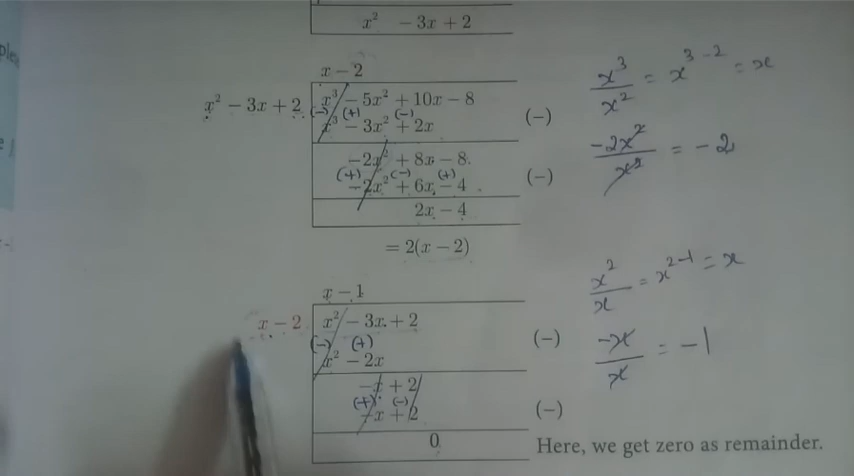 x² − 3x + 2
x − 2
x² − 3x + 2
x³ − 5x² + 10x − 8
(−) (+) (−)
x³ − 3x² + 2x
(−)
−2x² + 8x − 8
(+) (−) (+)
−2x² + 6x − 4
(−)
2x − 4
= 2(x − 2)
x³/x² = x³⁻² = x
−2x²/x² = −2
x − 1
x − 2
x² − 3x + 2
(−) (+)
x² − 2x
(−)
−x + 2
(+) (−)
−x + 2
(−)
0
Here, we get zero as remainder.
x²/x = x²⁻¹ = x
−x/x = −1